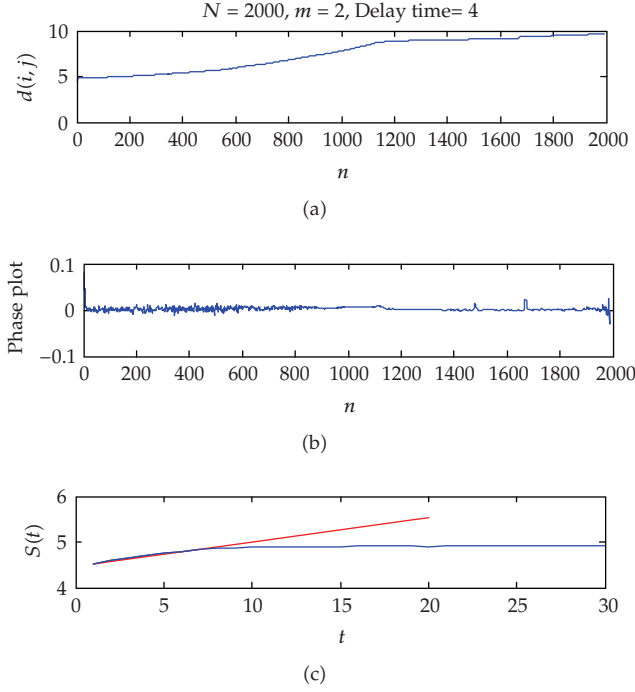 N = 2000, m = 2, Delay time= 4
10
5
0
d(i, j)
0 200 400 600 800 1000 1200 1400 1600 1800 2000
n
(a)
0.1
0
−0.1
Phase plot
0 200 400 600 800 1000 1200 1400 1600 1800 2000
n
(b)
6
5
4
S(t)
0 5 10 15 20 25 30
t
(c)